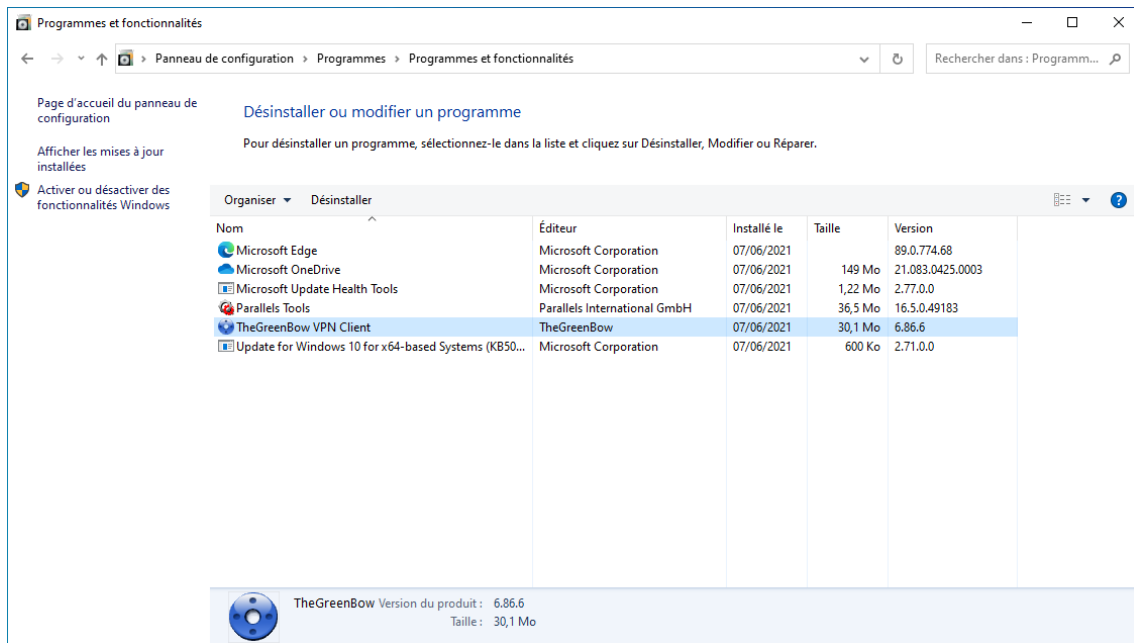 Programmes et fonctionnalités
Panneau de configuration > Programmes > Programmes et fonctionnalités
Rechercher dans : Programm...
Page d'accueil du panneau de
configuration
Afficher les mises à jour
installées
Activer ou désactiver des
fonctionnalités Windows
Désinstaller ou modifier un programme
Pour désinstaller un programme, sélectionnez-le dans la liste et cliquez sur Désinstaller, Modifier ou Réparer.
Organiser Désinstaller
Nom Éditeur Installé le Taille Version
Microsoft Edge Microsoft Corporation 07/06/2021 89.0.774.68
Microsoft OneDrive Microsoft Corporation 07/06/2021 149 Mo 21.083.0425.0003
Microsoft Update Health Tools Microsoft Corporation 07/06/2021 1,22 Mo 2.77.0.0
Parallels Tools Parallels International GmbH 07/06/2021 36,5 Mo 16.5.0.49183
TheGreenBow VPN Client TheGreenBow 07/06/2021 30,1 Mo 6.86.6
Update for Windows 10 for x64-based Systems (KB50... Microsoft Corporation 07/06/2021 600 Ko 2.71.0.0
TheGreenBow Version du produit : 6.86.6
Taille : 30,1 Mo